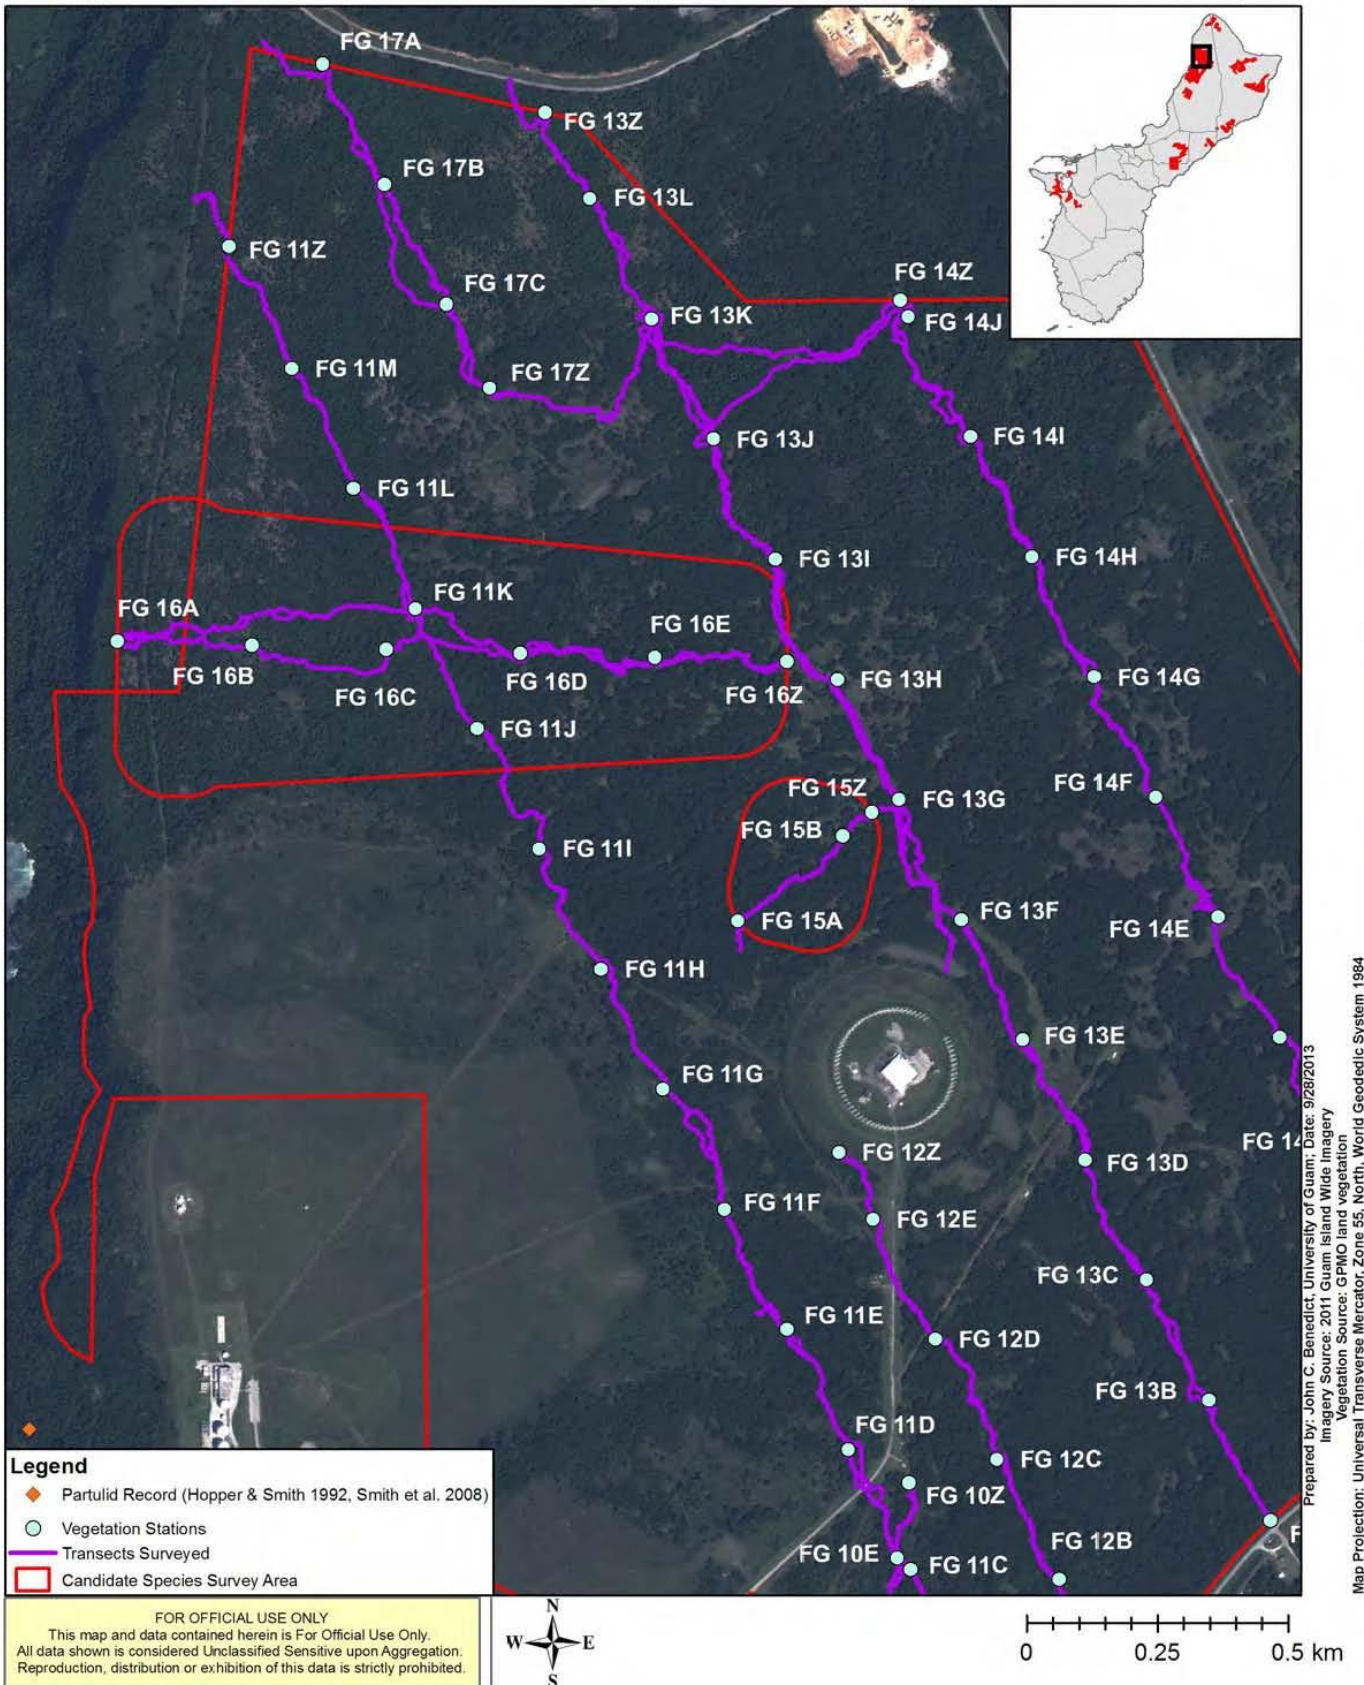 FG 17A
FG 13Z
FG 17B
FG 13L
FG 11Z
FG 17C
FG 14Z
FG 13K
FG 14J
FG 11M
FG 17Z
FG 13J
FG 14I
FG 11L
FG 13I
FG 14H
FG 11K
FG 16A
FG 16E
FG 16B
FG 16C
FG 16D
FG 16Z
FG 13H
FG 14G
FG 11J
FG 15Z
FG 13G
FG 14F
FG 15B
FG 11I
FG 15A
FG 13F
FG 14E
FG 11H
FG 13E
FG 11G
FG 14
FG 12Z
FG 13D
FG 11F
FG 12E
FG 13C
FG 11E
FG 12D
FG 13B
FG 11D
FG 12C
FG 10Z
FG 10E
FG 11C
FG 12B
F
Legend
Partulid Record (Hopper & Smith 1992, Smith et al. 2008)
Vegetation Stations
Transects Surveyed
Candidate Species Survey Area
FOR OFFICIAL USE ONLY
This map and data contained herein is For Official Use Only.
All data shown is considered Unclassified Sensitive upon Aggregation.
Reproduction, distribution or exhibition of this data is strictly prohibited.
N
W E
S
0 0.25 0.5 km
Prepared by: John C. Benedict, University of Guam; Date: 9/28/2013
Imagery Source: 2011 Guam Island Wide Imagery
Vegetation Source: GPMO land vegetation
Map Projection: Universal Transverse Mercator, Zone 55, North, World Geodedic System 1984